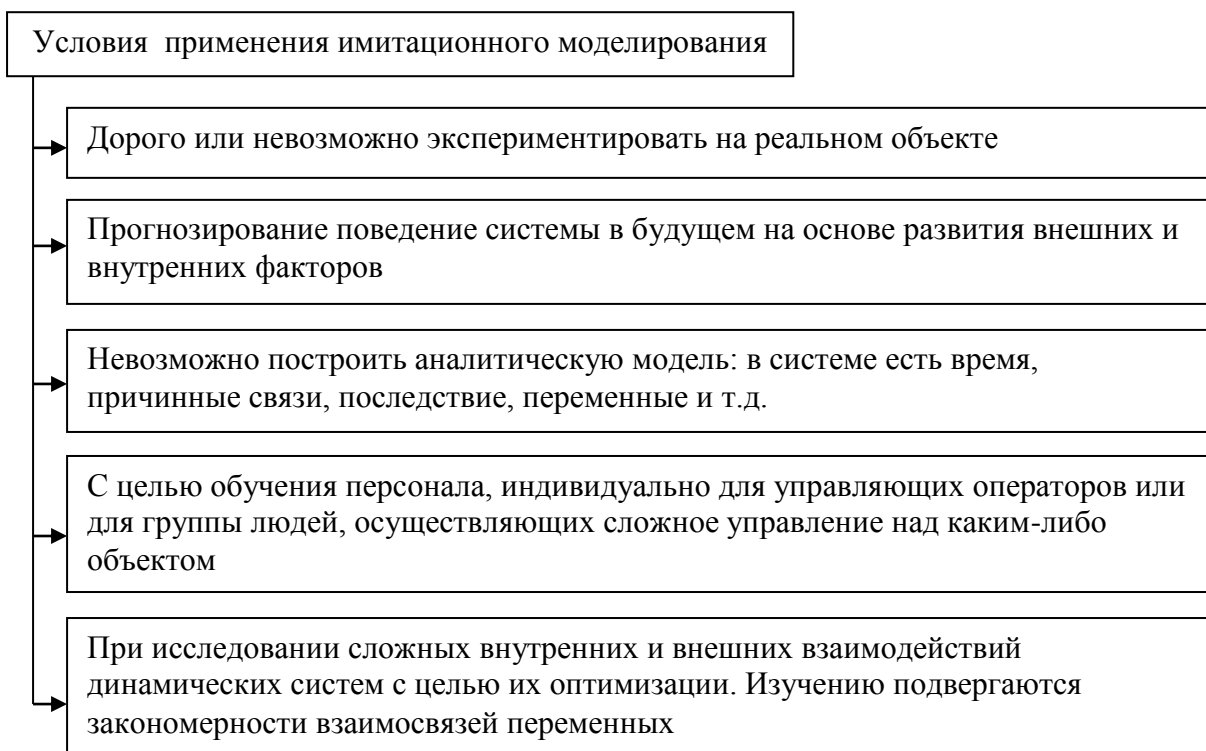 Условия  применения имитационного моделирования
Дорого или невозможно экспериментировать на реальном объекте
Прогнозирование поведение системы в будущем на основе развития внешних и
внутренних факторов
Невозможно построить аналитическую модель: в системе есть время,
причинные связи, последствие, переменные и т.д.
С целью обучения персонала, индивидуально для управляющих операторов или
для группы людей, осуществляющих сложное управление над каким-либо
объектом
При исследовании сложных внутренних и внешних взаимодействий
динамических систем с целью их оптимизации. Изучению подвергаются
закономерности взаимосвязей переменных